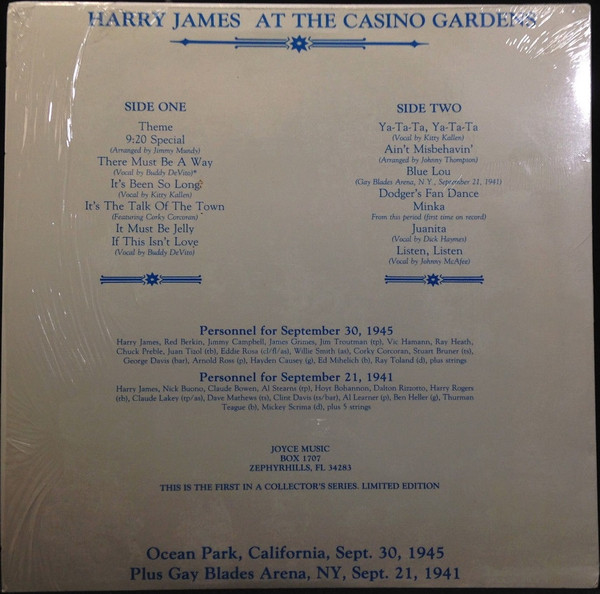 HARRY JAMES AT THE CASINO GARDENS
SIDE ONE
Theme
9:20 Special
(Arranged by Jimmy Mundy)
There Must Be A Way
(Vocal by Buddy DeVito)
It's Been So Long
(Vocal by Kitty Kallen)
It's The Talk Of The Town
(Featuring Corky Corcoran)
It Must Be Jelly
If This Isn't Love
(Vocal by Buddy DeVito)
SIDE TWO
Ya-Ta-Ta, Ya-Ta-Ta
(Vocal by Kitty Kallen)
Ain't Misbehavin'
(Arranged by Johnny Thompson)
Blue Lou
(Gay Blades Arena, N.Y., September 21, 1941)
Dodger's Fan Dance
Minka
From this period (first time on record)
Juanita
(Vocal by Dick Haymes)
Listen, Listen
(Vocal by Johnny McAfee)
Personnel for September 30, 1945
Harry James, Red Berkin, Jimmy Campbell, James Grimes, Jim Troutman (tp), Vic Hamann, Ray Heath,
Chuck Preble, Juan Tizol (tb), Eddie Rosa (cl/fl/as), Willie Smith (as), Corky Corcoran, Stuart Bruner (ts),
George Davis (bar), Arnold Ross (p), Hayden Causey (g), Ed Mihelich (b), Ray Toland (d), plus strings
Personnel for September 21, 1941
Harry James, Nick Buono, Claude Bowen, Al Stearns (tp), Hoyt Bohannon, Dalton Rizzotto, Harry Rogers
(tb), Claude Lakey (tp/as), Dave Mathews (ts), Clint Davis (ts/bar), Al Learner (p), Ben Heller (g), Thurman
Teague (b), Mickey Scrima (d), plus 5 strings
JOYCE MUSIC
BOX 1707
ZEPHYRHILLS, FL 34283
THIS IS THE FIRST IN A COLLECTOR'S SERIES. LIMITED EDITION
Ocean Park, California, Sept. 30, 1945
Plus Gay Blades Arena, NY, Sept. 21, 1941